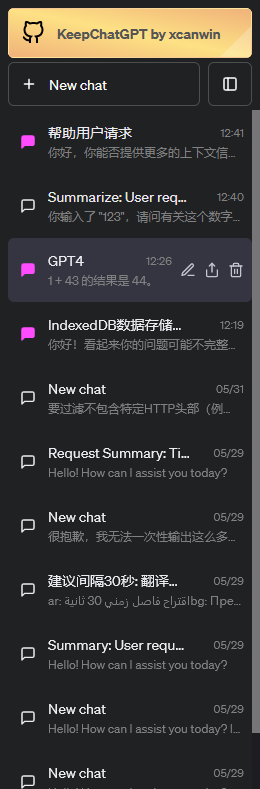 KeepChatGPT by xcanwin
New chat
帮助用户请求 12:41
你好，你能否提供更多的上下文信...
Summarize: User req... 12:40
你输入了 "123"，请问有关这个数字...
GPT4 12:26
1 + 43 的结果是 44。
IndexedDB数据存储... 12:19
你好！看起来你的问题可能不完整...
New chat 05/31
要过滤不包含特定HTTP头部（例...
Request Summary: Ti... 05/29
Hello! How can I assist you today?
New chat 05/29
很抱歉，我无法一次性输出这么多...
建议间隔30秒: 翻译... 05/29
ar: اقتراح فاصل زمني 30 ثانيةbg: Пре...
Summary: User requ... 05/29
Hello! How can I assist you today?
New chat 05/29
Hello! How can I assist you today? I...
New chat 05/29